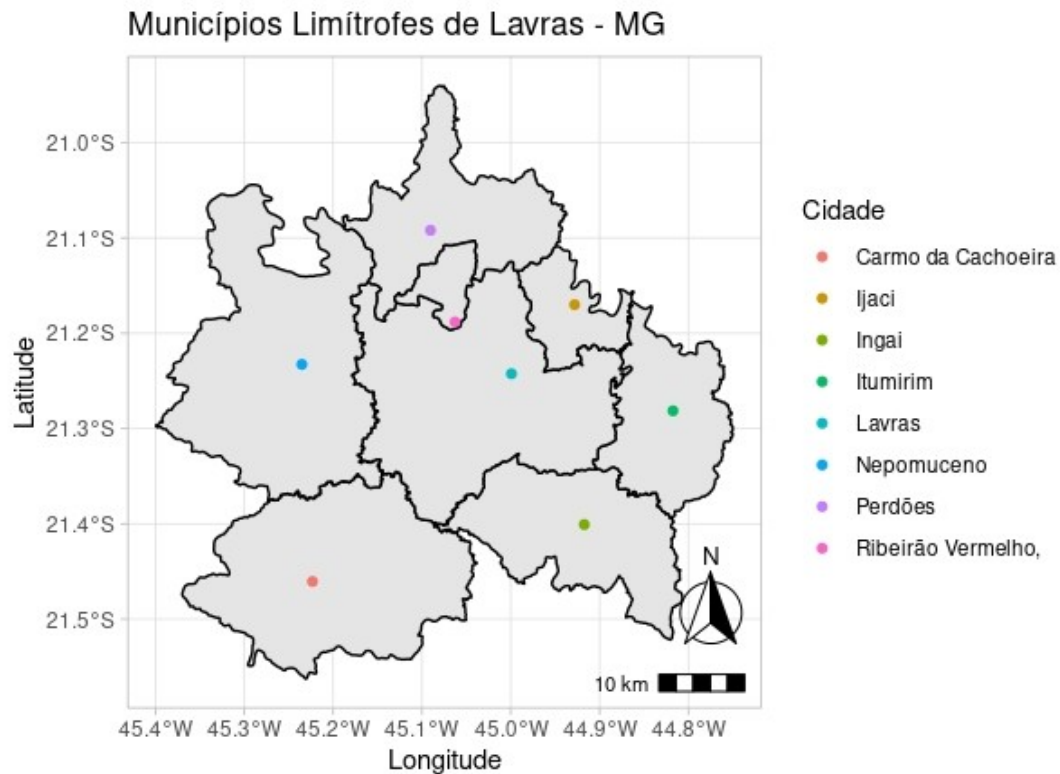 Municípios Limítrofes de Lavras - MG
21.0°S
21.1°S
21.2°S
21.3°S
21.4°S
21.5°S
Latitude
45.4°W 45.3°W 45.2°W 45.1°W 45.0°W 44.9°W 44.8°W
Longitude
N
10 km
Cidade
Carmo da Cachoeira
Ijaci
Ingai
Itumirim
Lavras
Nepomuceno
Perdões
Ribeirão Vermelho,